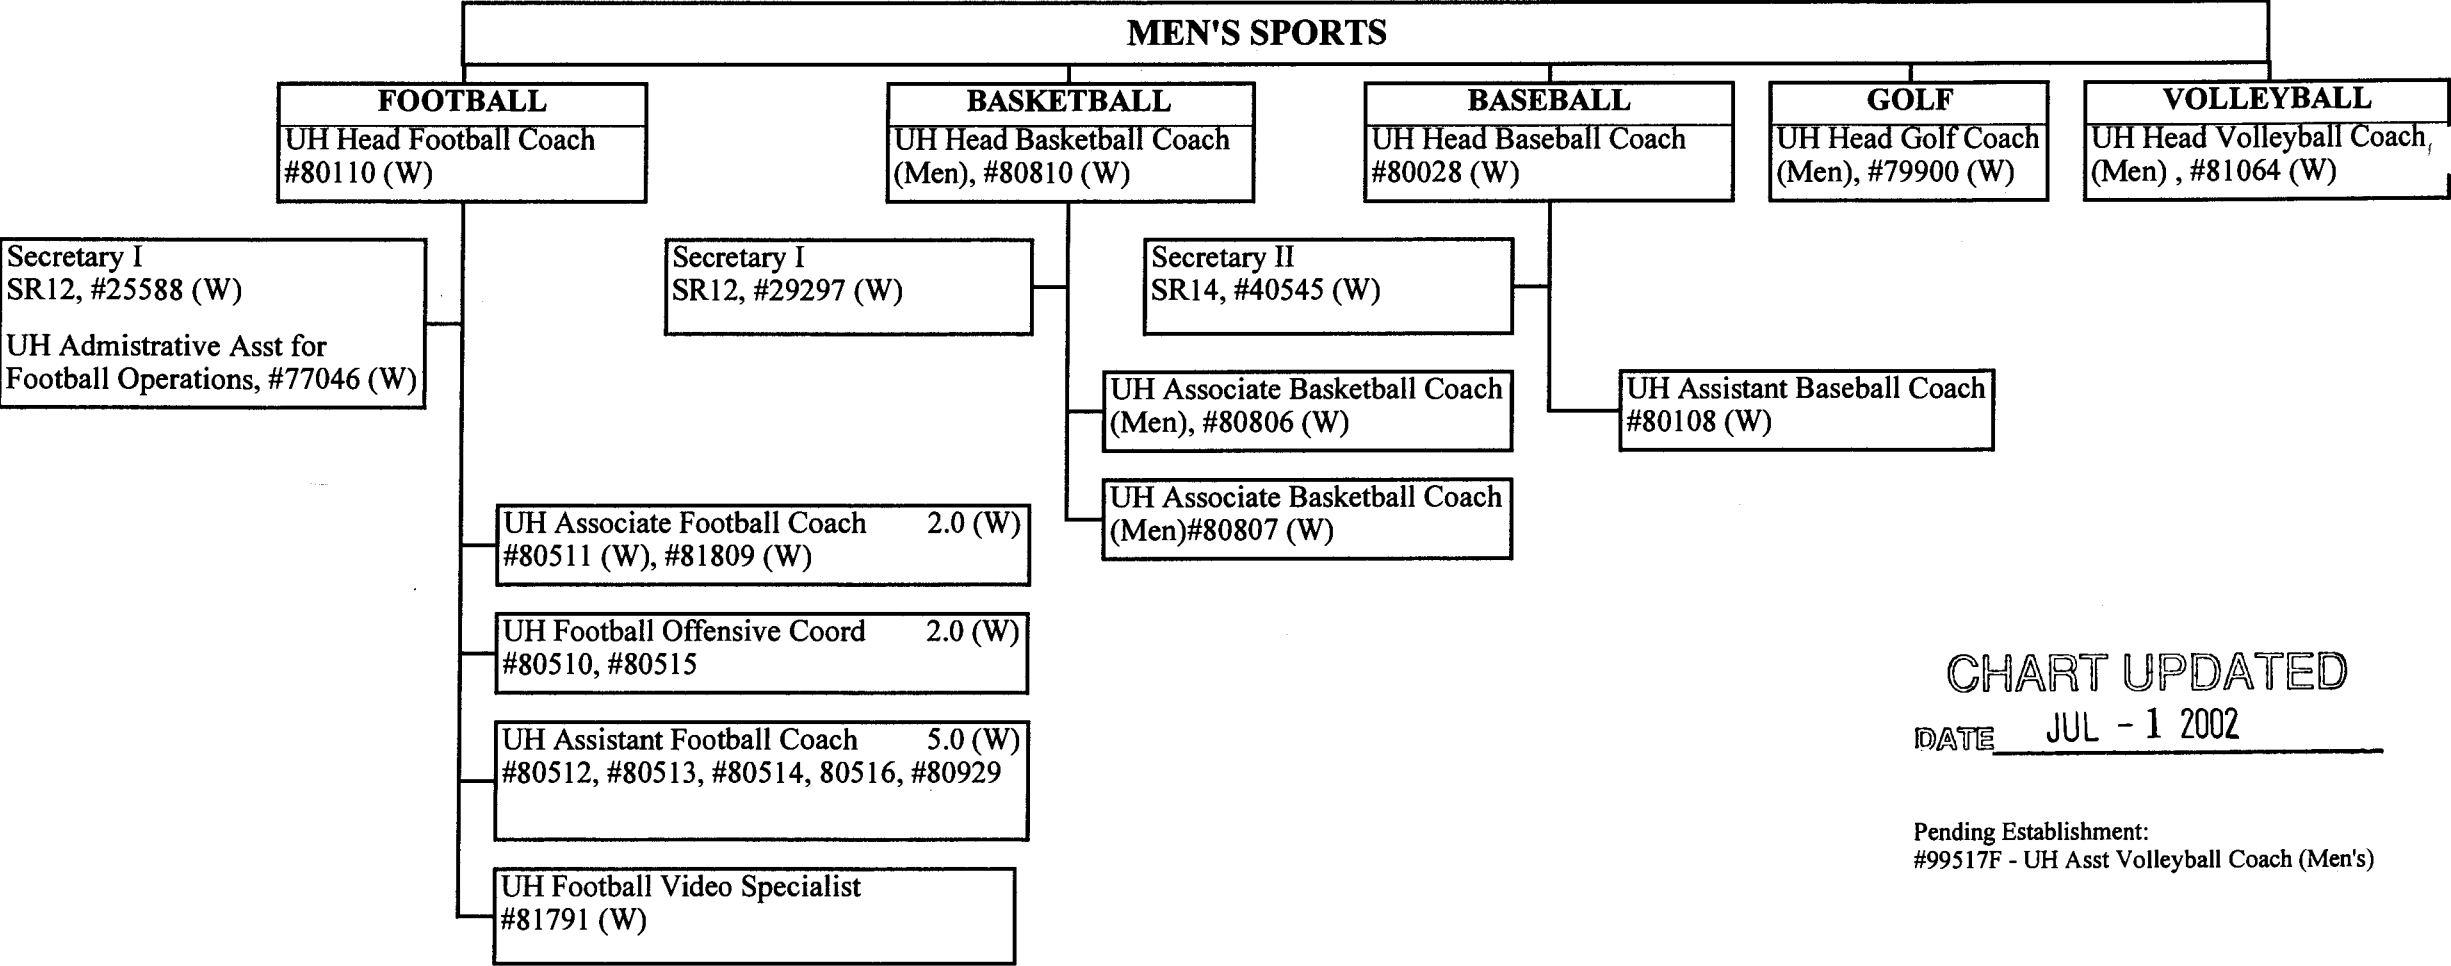 MEN'S SPORTS
FOOTBALL
UH Head Football Coach
#80110 (W)
BASKETBALL
UH Head Basketball Coach
(Men), #80810 (W)
BASEBALL
UH Head Baseball Coach
#80028 (W)
GOLF
UH Head Golf Coach
(Men), #79900 (W)
VOLLEYBALL
UH Head Volleyball Coach,
(Men) , #81064 (W)
Secretary I
SR12, #25588 (W)
UH Admistrative Asst for
Football Operations, #77046 (W)
Secretary I
SR12, #29297 (W)
Secretary II
SR14, #40545 (W)
UH Associate Basketball Coach
(Men), #80806 (W)
UH Assistant Baseball Coach
#80108 (W)
UH Associate Basketball Coach
(Men)#80807 (W)
UH Associate Football Coach 2.0 (W)
#80511 (W), #81809 (W)
UH Football Offensive Coord 2.0 (W)
#80510, #80515
UH Assistant Football Coach 5.0 (W)
#80512, #80513, #80514, 80516, #80929
UH Football Video Specialist
#81791 (W)
CHART UPDATED
DATE JUL - 1 2002
Pending Establishment:
#99517F - UH Asst Volleyball Coach (Men's)